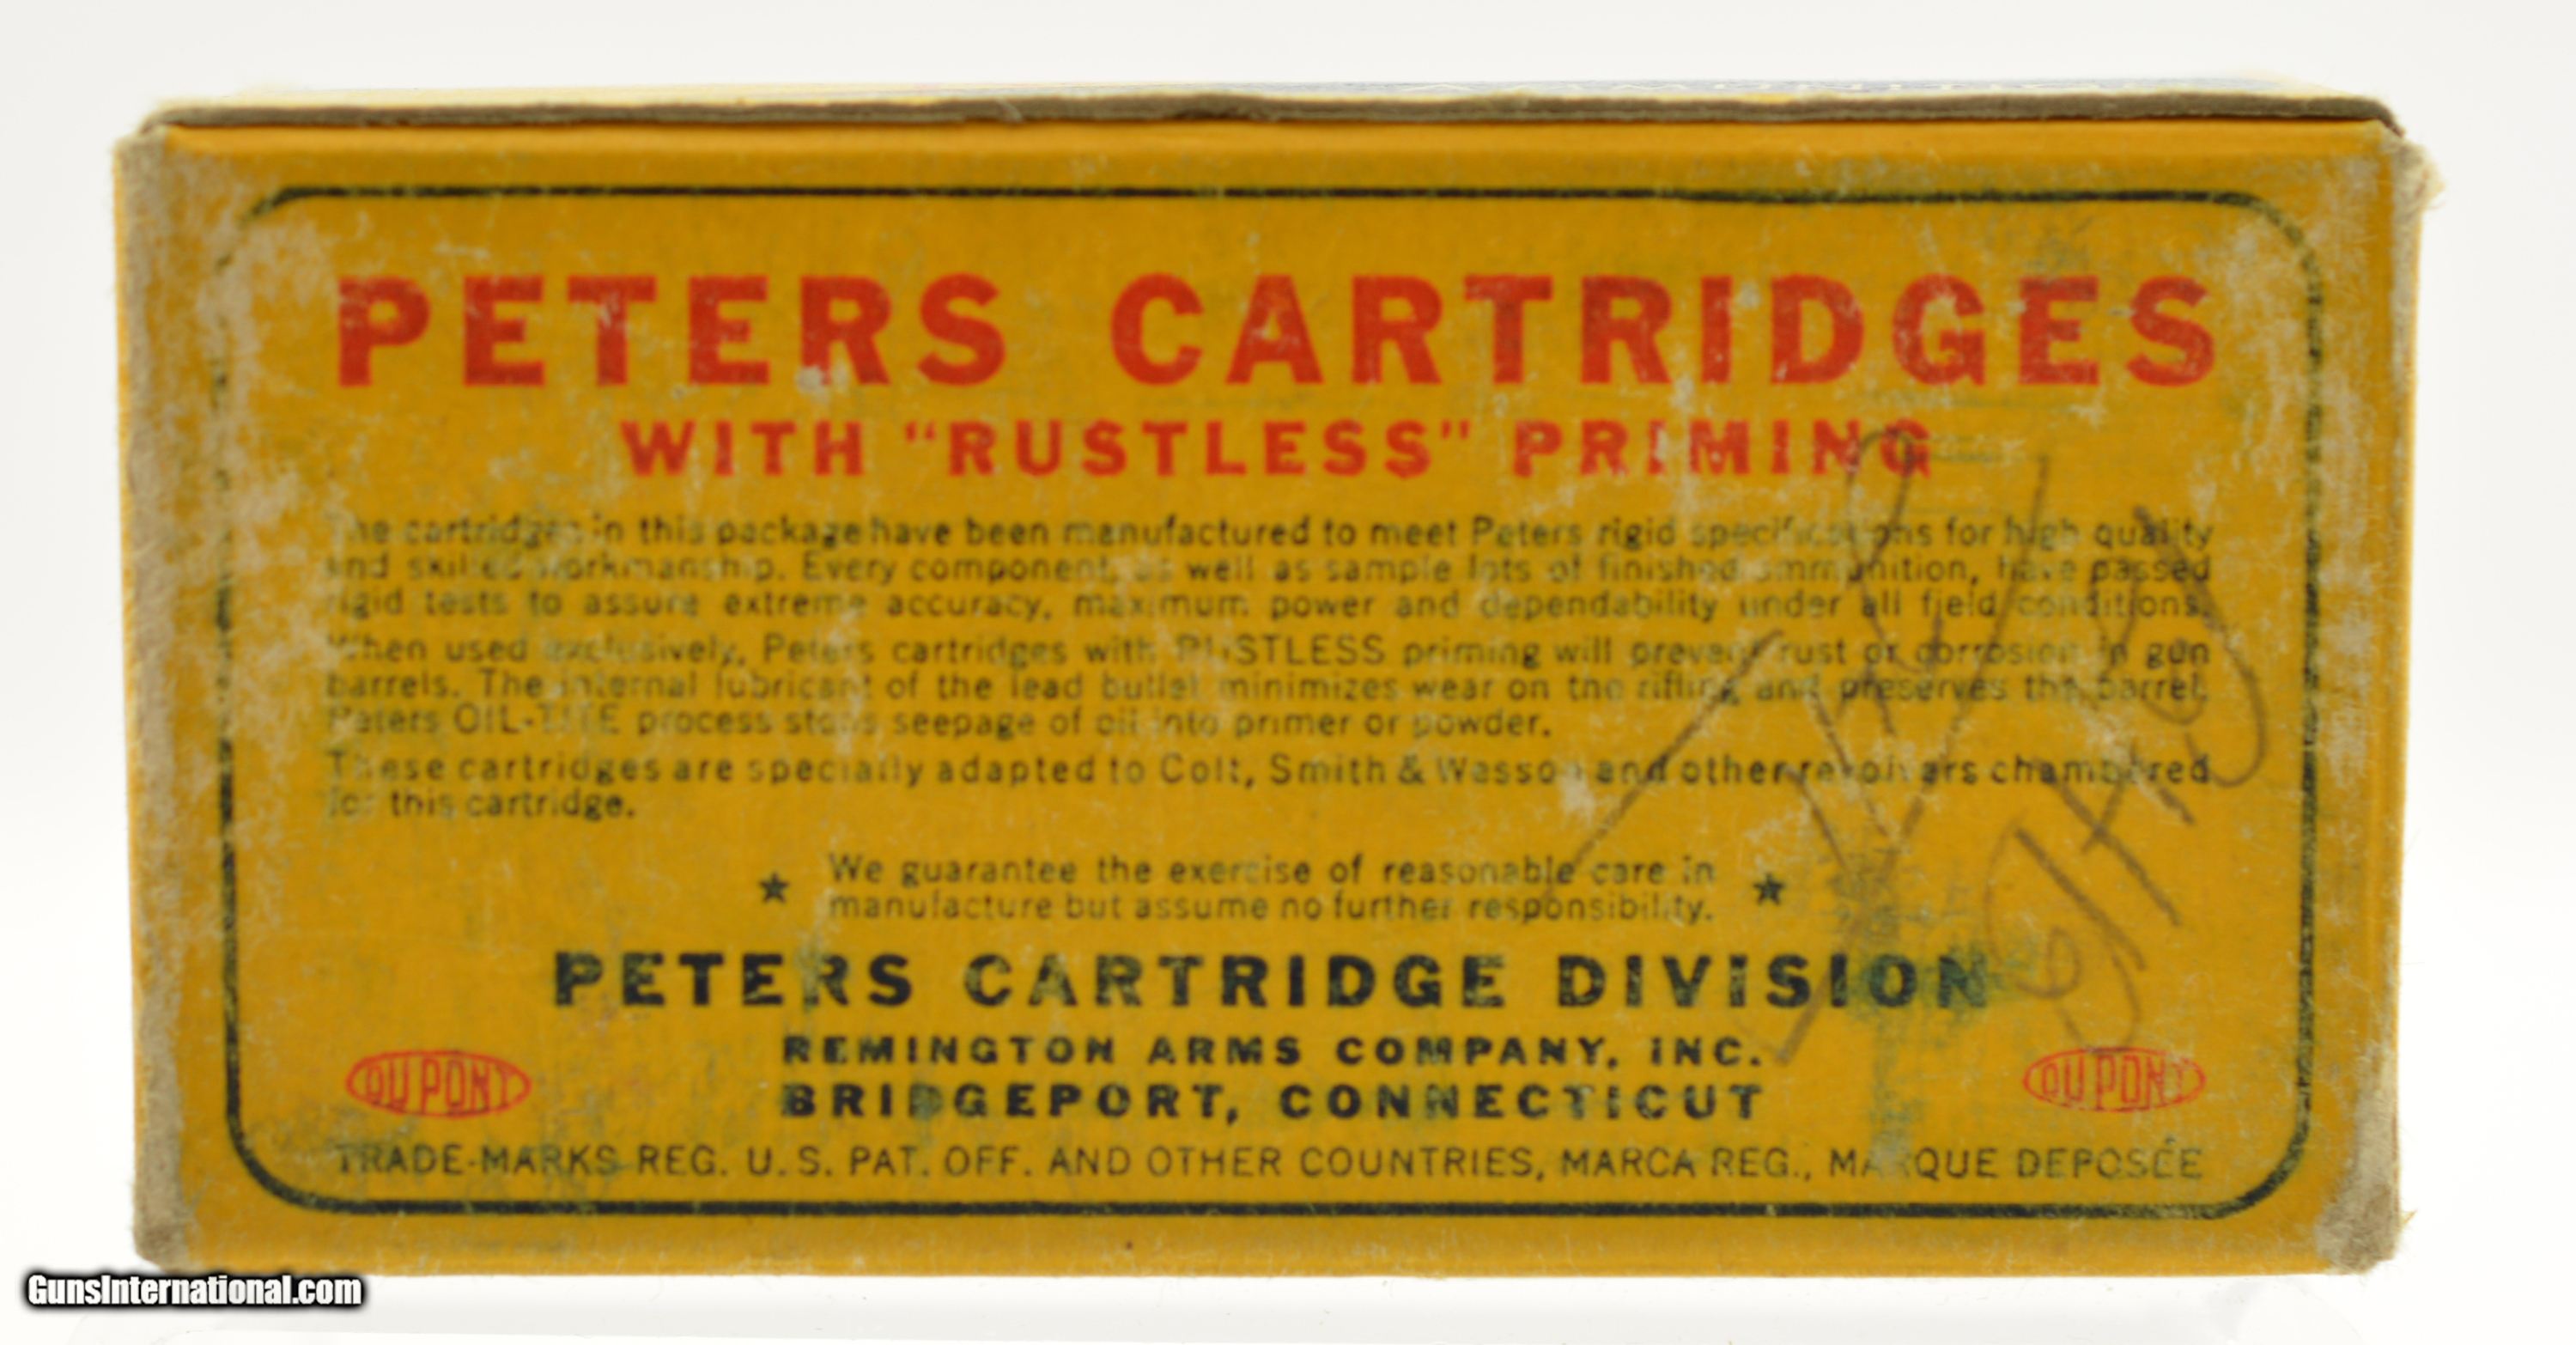 PETERS CARTRIDGES
WITH "RUSTLESS" PRIMING
The cartridges in this package have been manufactured to meet Peters rigid specifications for high quality
and skilled workmanship. Every component, as well as sample lots of finished ammunition, have passed
rigid tests to assure extreme accuracy, maximum power and dependability under all field conditions.
When used exclusively, Peters cartridges with RUSTLESS priming will prevent rust or corrosion in gun
barrels. The internal lubricant of the lead bullet minimizes wear on the rifling and preserves the barrel.
Peters OIL-TITE process stops seepage of oil into primer or powder.
These cartridges are specially adapted to Colt, Smith & Wesson and other revolvers chambered
for this cartridge.
★ We guarantee the exercise of reasonable care in ★
manufacture but assume no further responsibility.
PETERS CARTRIDGE DIVISION
REMINGTON ARMS COMPANY, INC.
BRIDGEPORT, CONNECTICUT
DU PONT
DU PONT
TRADE-MARKS REG. U.S. PAT. OFF. AND OTHER COUNTRIES, MARCA REG., MARQUE DEPOSÉE
GunsInternational.com